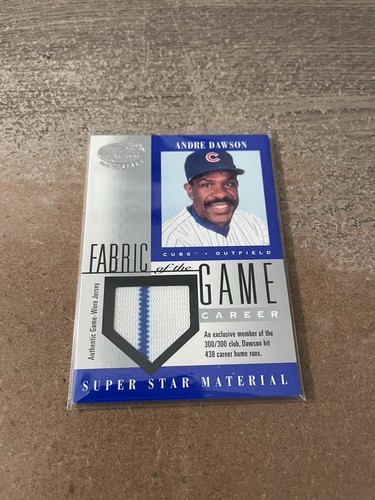 ANDRE DAWSON
C
CUBS™ • OUTFIELD
FABRIC of the
GAME
CAREER
Authentic Game-Worn Jersey
An exclusive member of the
300/300 club, Dawson hit
438 career home runs.
SUPER STAR MATERIAL